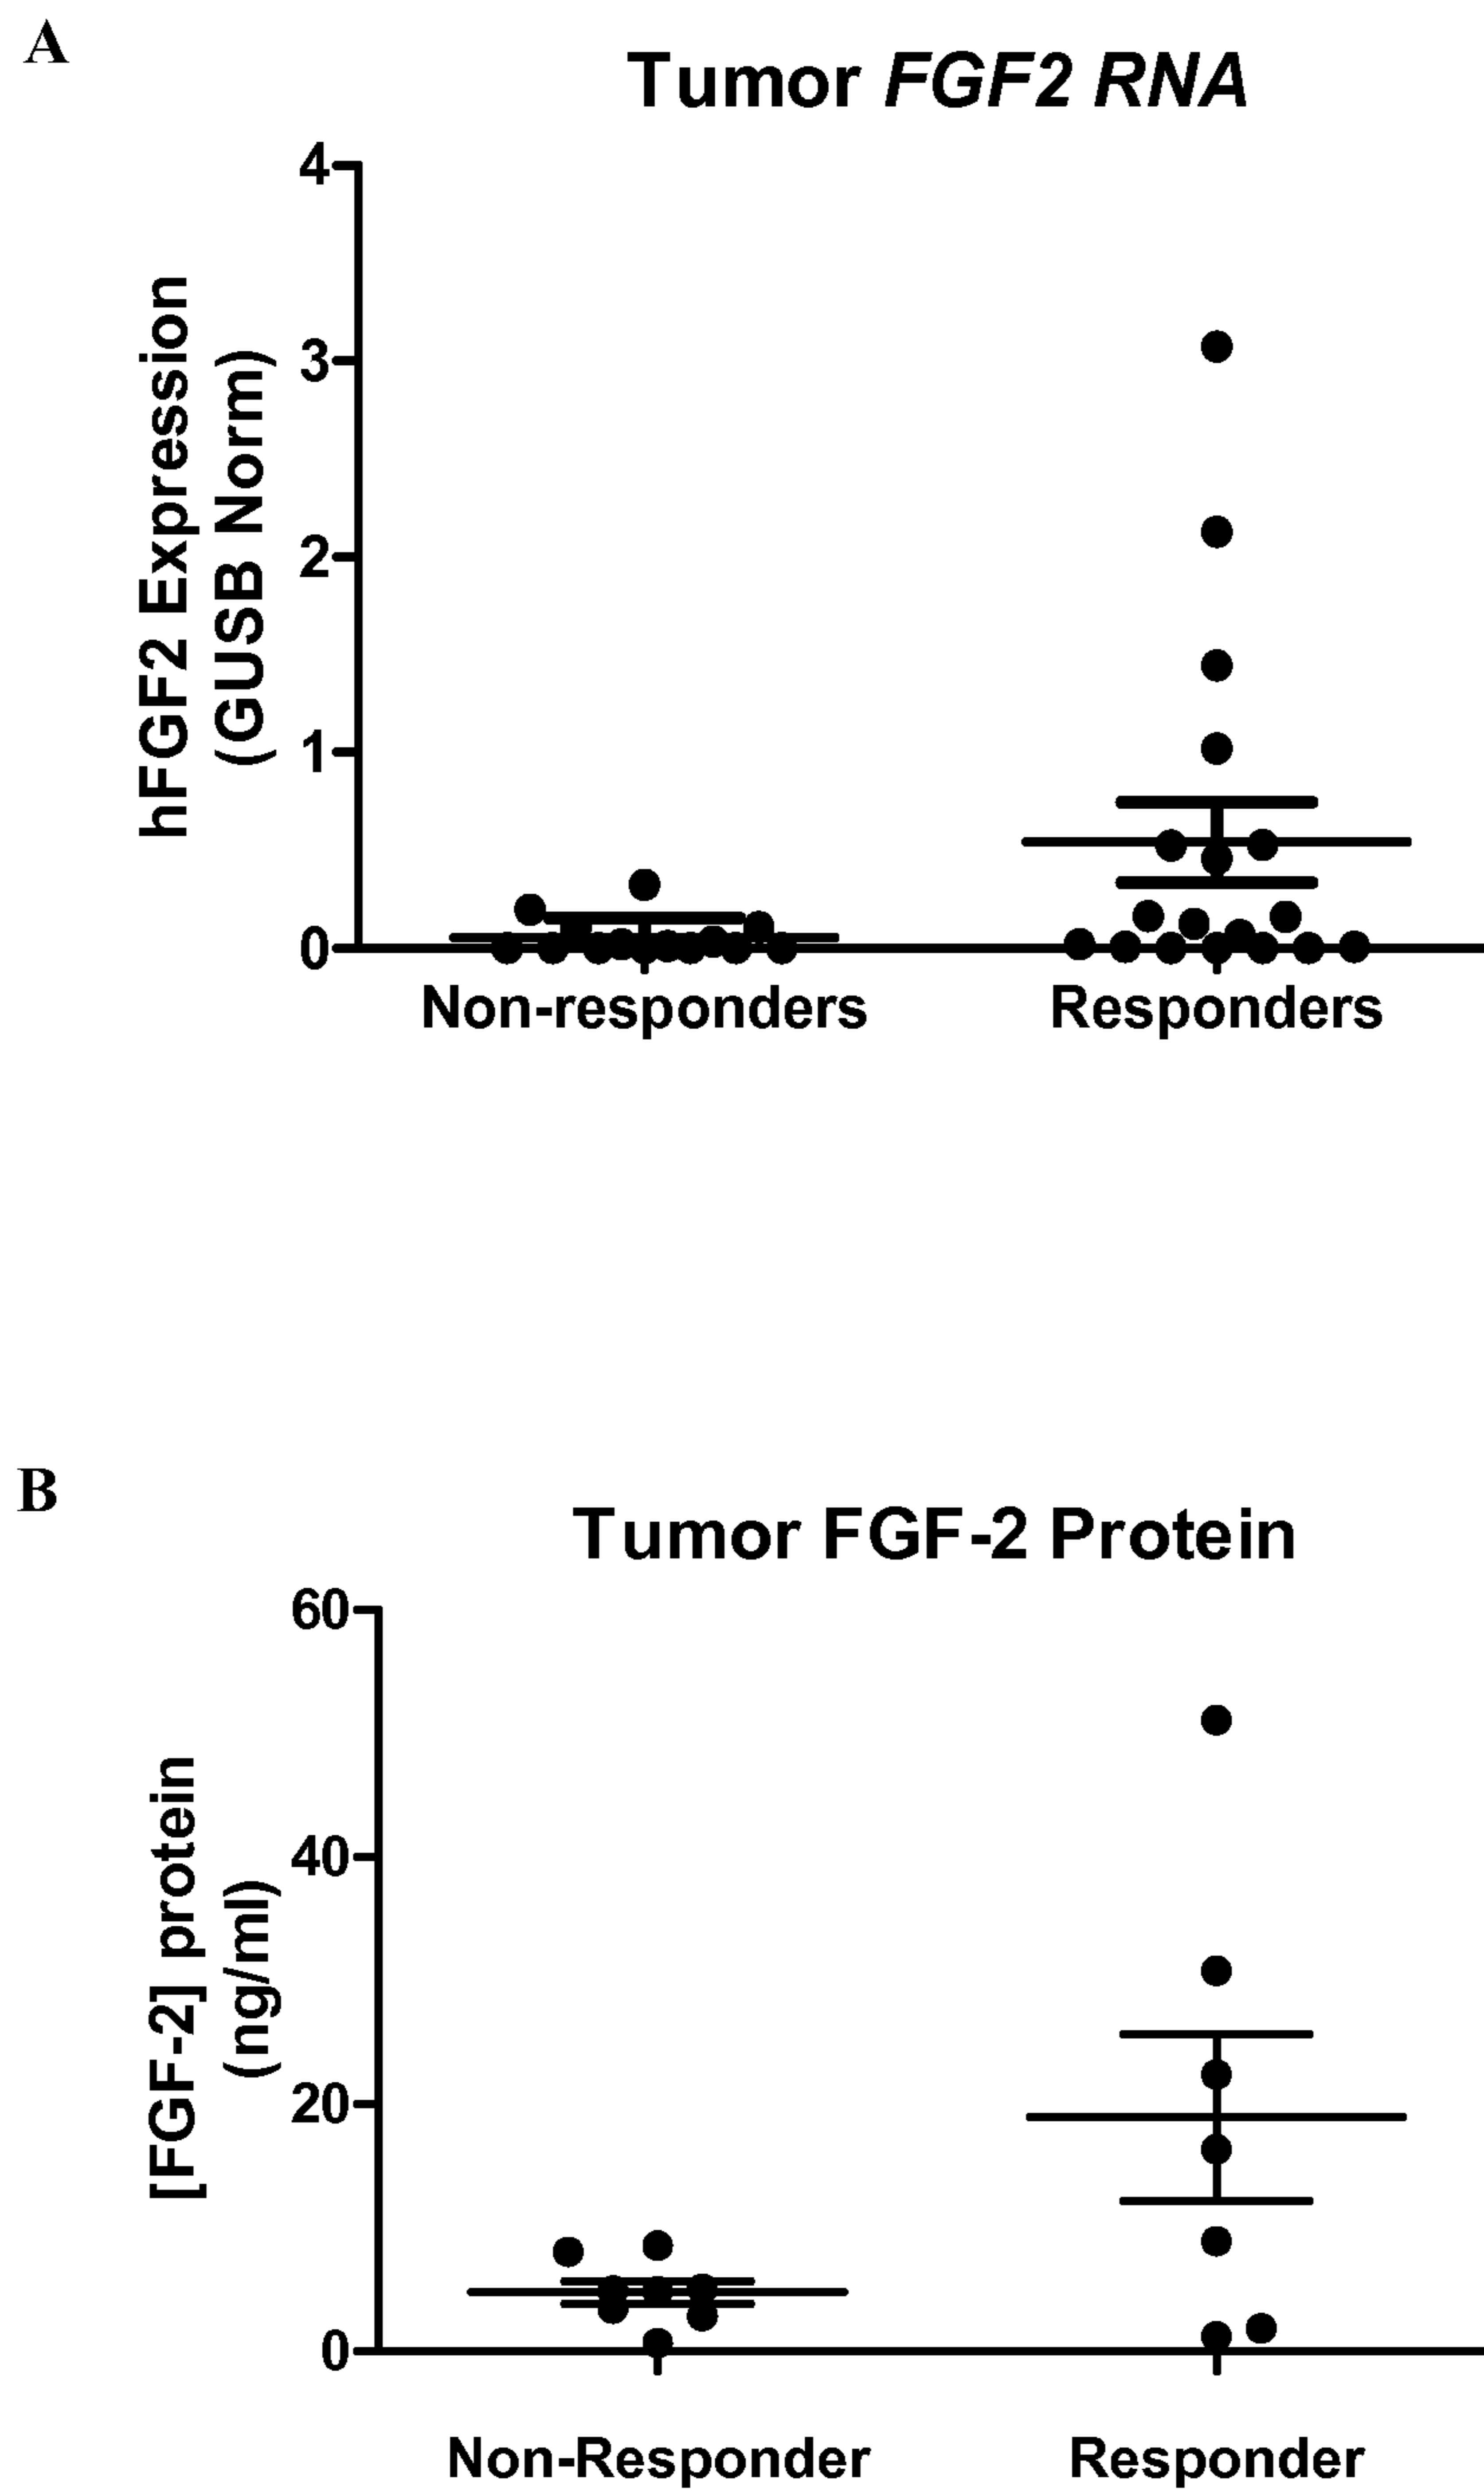 A
Tumor FGF2 RNA
hFGF2 Expression
(GUSB Norm)
4
3
2
1
0
Non-responders
Responders
B
Tumor FGF-2 Protein
[FGF-2] protein
(ng/ml)
60
40
20
0
Non-Responder
Responder